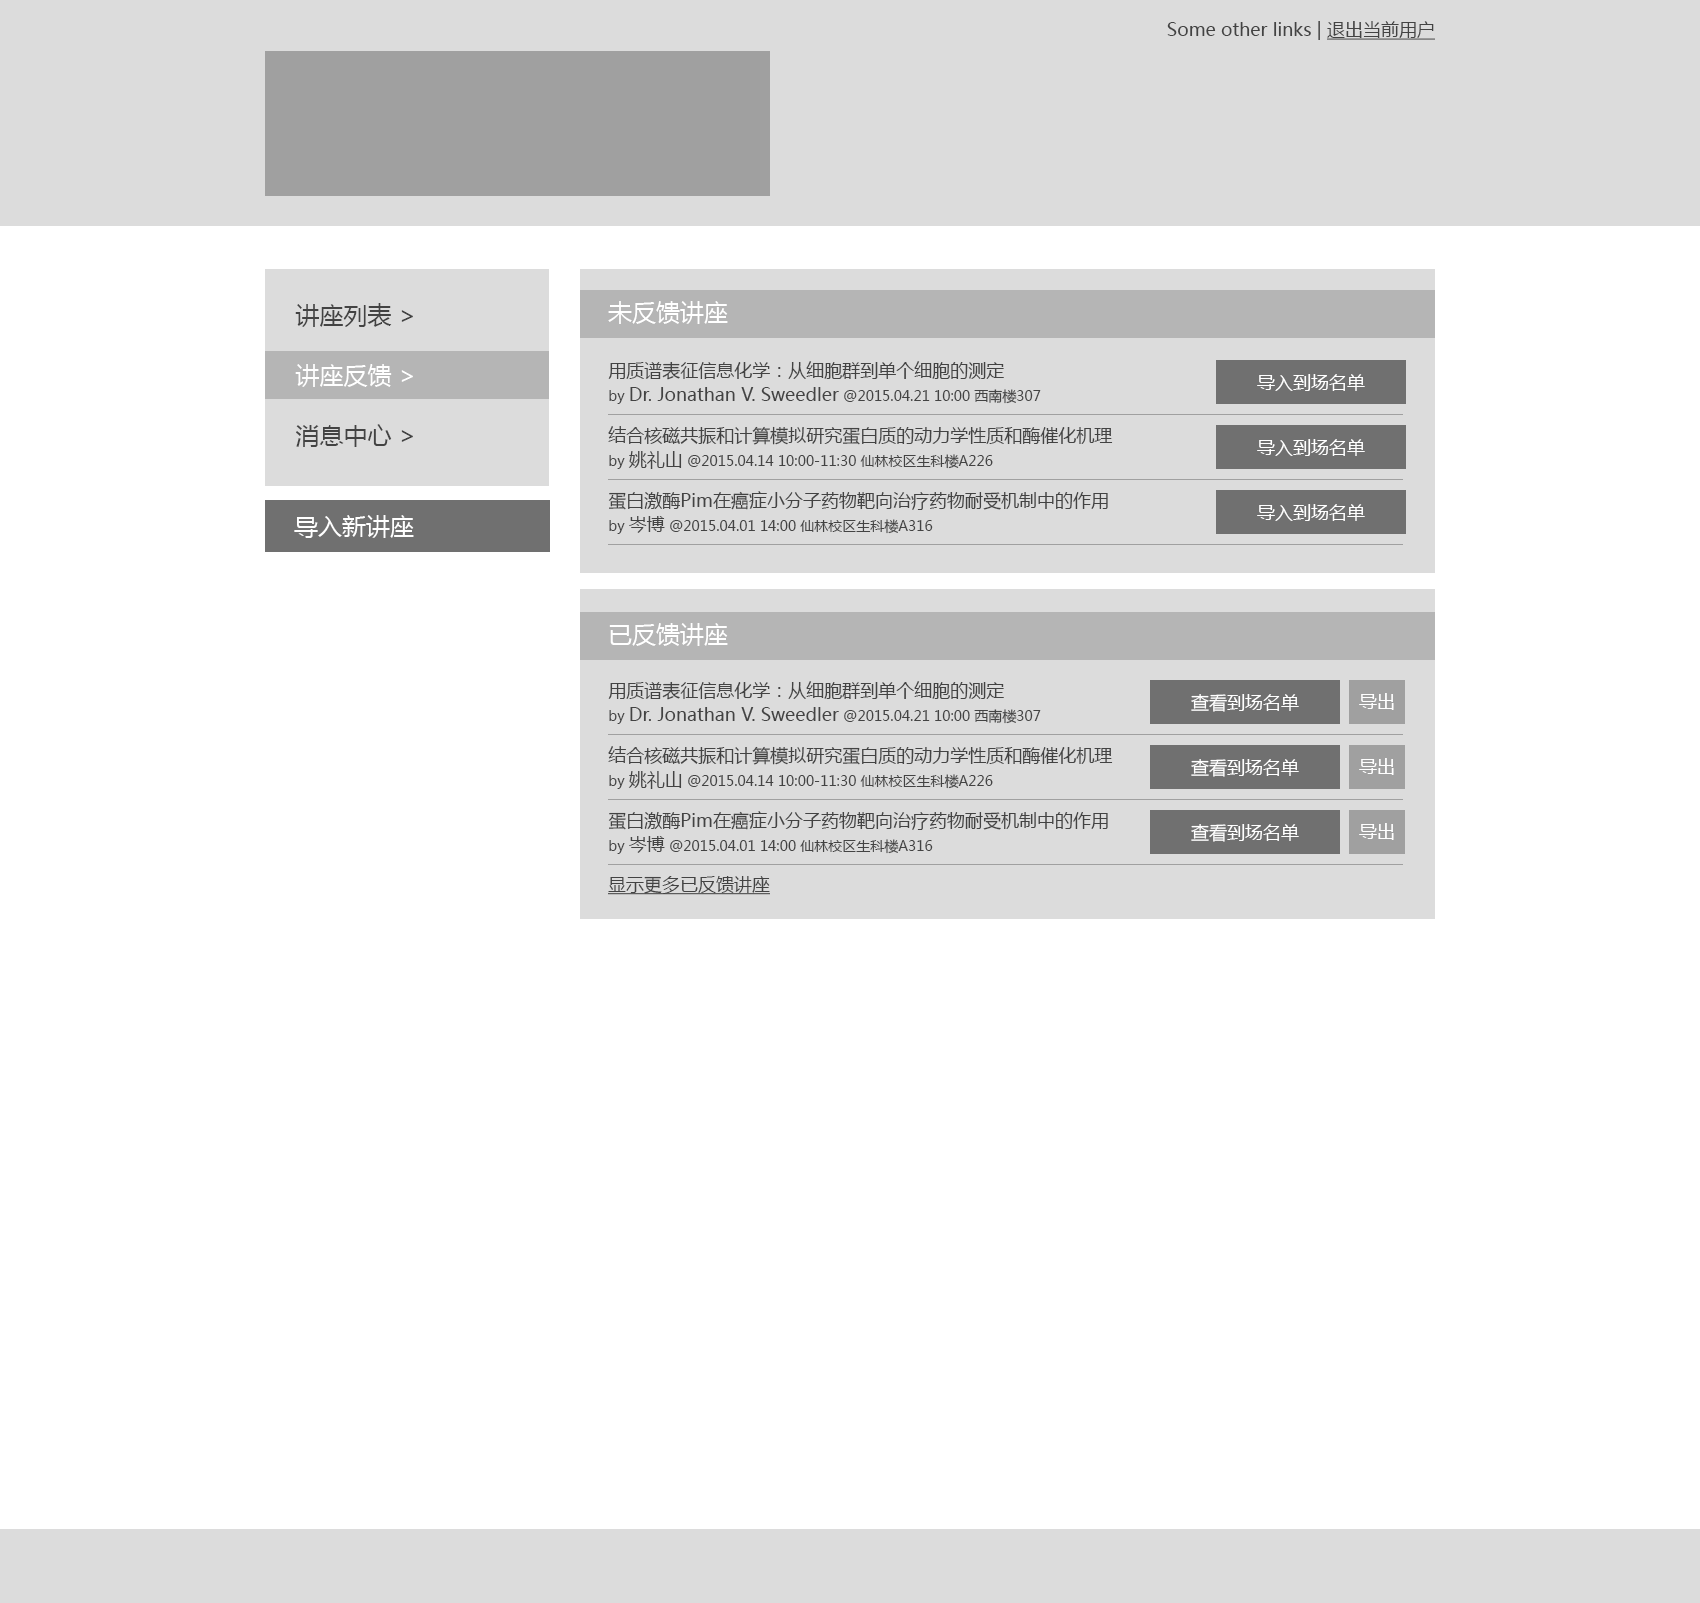 Some other links | 退出当前用户
讲座列表 >
讲座反馈 >
消息中心 >
导入新讲座
未反馈讲座
用质谱表征信息化学：从细胞群到单个细胞的测定
by Dr. Jonathan V. Sweedler @2015.04.21 10:00 西南楼307
导入到场名单
结合核磁共振和计算模拟研究蛋白质的动力学性质和酶催化机理
by 姚礼山 @2015.04.14 10:00-11:30 仙林校区生科楼A226
导入到场名单
蛋白激酶Pim在癌症小分子药物靶向治疗药物耐受机制中的作用
by 岑博 @2015.04.01 14:00 仙林校区生科楼A316
导入到场名单
已反馈讲座
用质谱表征信息化学：从细胞群到单个细胞的测定
by Dr. Jonathan V. Sweedler @2015.04.21 10:00 西南楼307
查看到场名单 导出
结合核磁共振和计算模拟研究蛋白质的动力学性质和酶催化机理
by 姚礼山 @2015.04.14 10:00-11:30 仙林校区生科楼A226
查看到场名单 导出
蛋白激酶Pim在癌症小分子药物靶向治疗药物耐受机制中的作用
by 岑博 @2015.04.01 14:00 仙林校区生科楼A316
查看到场名单 导出
显示更多已反馈讲座